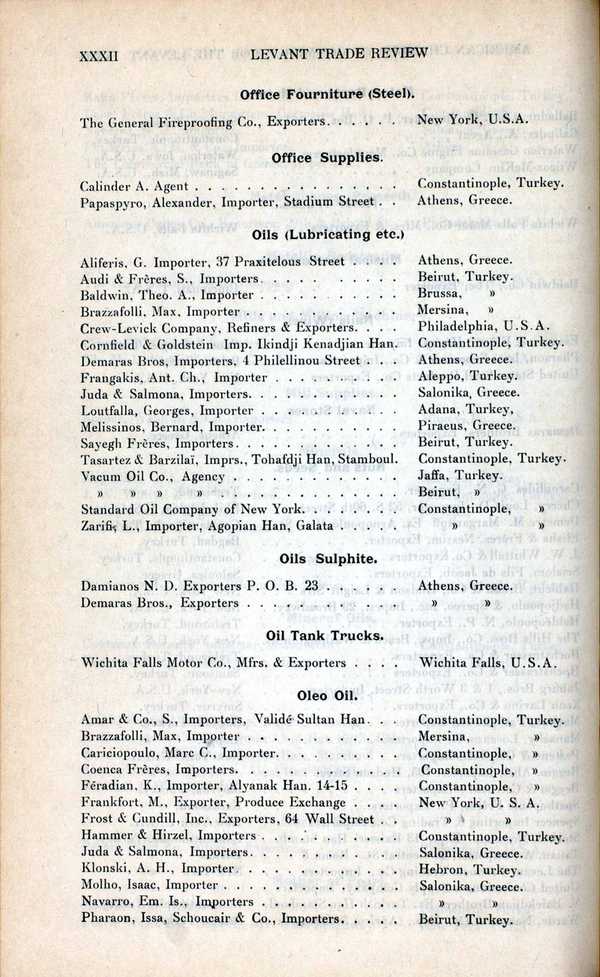 XXXII LEVANT TRADE REVIEW
Office Fourniture (Steel).
The General Fireproofing Co., Exporters. . . . . . New York, U.S.A.
Office Supplies.
Calinder A. Agent . . . . . . . . . . . . . . . Constantinople, Turkey.
Papaspyro, Alexander, Importer, Stadium Street . . Athens, Greece.
Oils (Lubricating etc.)
Aliferis, G. Importer, 37 Praxitelous Street . . . . Athens, Greece.
Audi & Frères, S., Importers. . . . . . . . . . . Beirut, Turkey.
Baldwin, Theo. A., Importer . . . . . . . . . . . Brussa, »
Brazzafolli, Max, Importer . . . . . . . . . . . . Mersina, »
Crew-Levick Company, Refiners & Exporters. . . . Philadelphia, U.S.A.
Cornfield & Goldstein Imp. Ikindji Kenadjian Han. Constantinople, Turkey.
Demaras Bros, Importers, 4 Philellinou Street . . . Athens, Greece.
Frangakis, Ant. Ch., Importer . . . . . . . . . . Aleppo, Turkey.
Juda & Salmona, Importers. . . . . . . . . . . . Salonika, Greece.
Loutfalla, Georges, Importer . . . . . . . . . . . Adana, Turkey,
Melissinos, Bernard, Importer. . . . . . . . . . . Piraeus, Greece.
Sayegh Frères, Importers. . . . . . . . . . . . . Beirut, Turkey.
Tasartez & Barzilaï, Imprs., Tohafdji Han, Stamboul. Constantinople, Turkey.
Vacum Oil Co., Agency . . . . . . . . . . . . . Jaffa, Turkey.
» » » » . . . . . . . . . . . . . . Beirut, »
Standard Oil Company of New York. . . . . . . . Constantinople, »
Zarifi, L., Importer, Agopian Han, Galata . . . . . » »
Oils Sulphite.
Damianos N. D. Exporters P. O. B. 23 . . . . . . Athens, Greece.
Demaras Bros., Exporters . . . . . . . . . . . . » »
Oil Tank Trucks.
Wichita Falls Motor Co., Mfrs. & Exporters . . . . Wichita Falls, U.S.A.
Oleo Oil.
Amar & Co., S., Importers, Validé Sultan Han. . . Constantinople, Turkey.
Brazzafolli, Max, Importer . . . . . . . . . . . . Mersina, »
Cariciopoulo, Marc C., Importer. . . . . . . . . . Constantinople, »
Coenca Frères, Importers. . . . . . . . . . . . . Constantinople, »
Féradian, K., Importer, Alyanak Han. 14-15 . . . . Constantinople, »
Frankfort, M., Exporter, Produce Exchange . . . . New York, U. S. A.
Frost & Cundill, Inc., Exporters, 64 Wall Street . . » »
Hammer & Hirzel, Importers . . . . . . . . . . . Constantinople, Turkey.
Juda & Salmona, Importers. . . . . . . . . . . . Salonika, Greece.
Klonski, A. H., Importer. . . . . . . . . . . . . Hebron, Turkey.
Molho, Isaac, Importer . . . . . . . . . . . . . . Salonika, Greece.
Navarro, Em. Is., Importers . . . . . . . . . . . » »
Pharaon, Issa, Schoucair & Co., Importers. . . . . Beirut, Turkey.